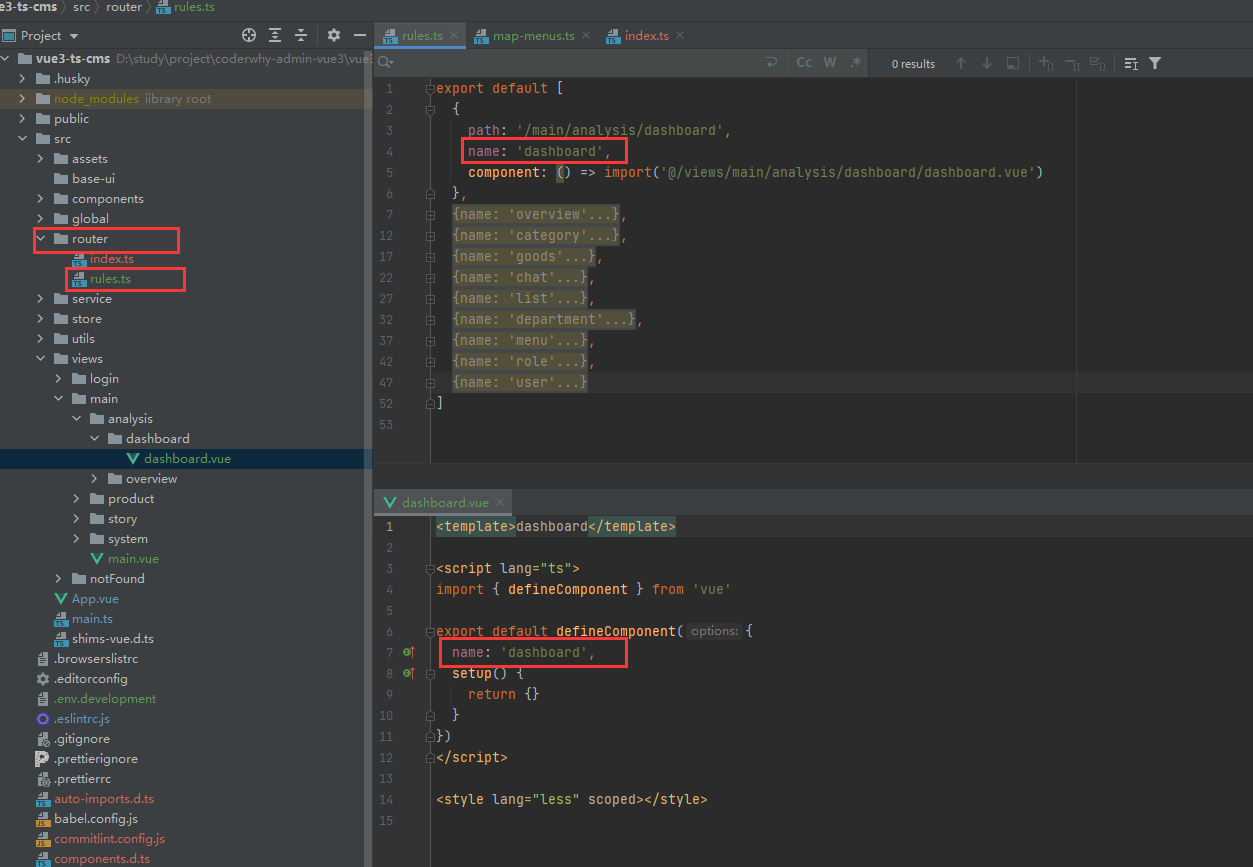 vue3-ts-cms src router rules.ts
Project
vue3-ts-cms D:\study\project\coderwhy-admin-vue3\vue3
.husky
node_modules library root
public
src
assets
base-ui
components
global
router
index.ts
rules.ts
service
store
utils
views
login
main
analysis
dashboard
dashboard.vue
overview
product
story
system
main.vue
notFound
App.vue
main.ts
shims-vue.d.ts
.browserslistrc
.editorconfig
.env.development
.eslintrc.js
.gitignore
.prettierignore
.prettierrc
auto-imports.d.ts
babel.config.js
commitlint.config.js
components.d.ts
rules.ts map-menus.ts index.ts
Cc W .* 0 results
1 export default [
2 {
3 path: '/main/analysis/dashboard',
4 name: 'dashboard',
5 component: () => import('@/views/main/analysis/dashboard/dashboard.vue')
6 },
7 {name: 'overview'...},
12 {name: 'category'...},
17 {name: 'goods'...},
22 {name: 'chat'...},
27 {name: 'list'...},
32 {name: 'department'...},
37 {name: 'menu'...},
42 {name: 'role'...},
47 {name: 'user'...}
52 ]
53
dashboard.vue
1 <template>dashboard</template>
2
3 <script lang="ts">
4 import { defineComponent } from 'vue'
5
6 export default defineComponent( options: {
7 name: 'dashboard',
8 setup() {
9 return {}
10 }
11 })
12 </script>
13
14 <style lang="less" scoped></style>
15